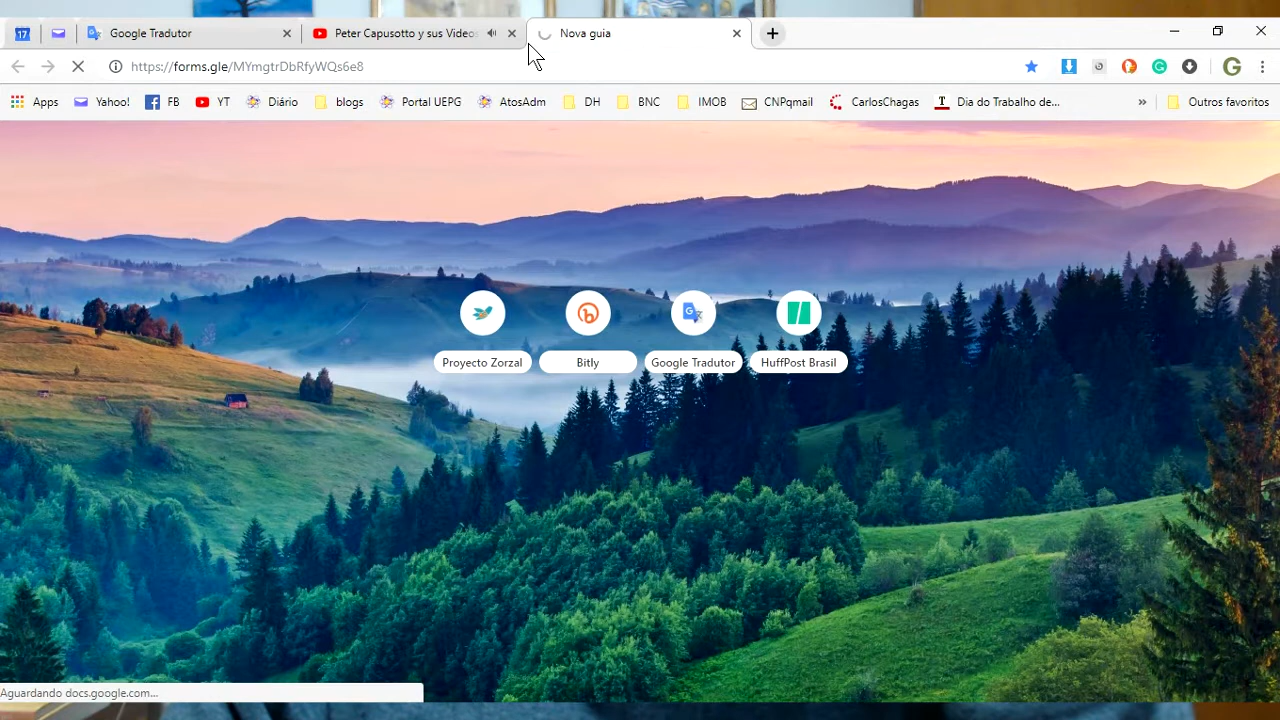 17 Google Tradutor Peter Capusotto y sus Videos Nova guia
https://forms.gle/MYmgtrDbRfyWQs6e8 G
Apps Yahoo! FB YT Diário blogs Portal UEPG AtosAdm DH BNC IMOB CNPqmail CarlosChagas T Dia do Trabalho de... » Outros favoritos
Proyecto Zorzal Bitly Google Tradutor HuffPost Brasil
Aguardando docs.google.com...